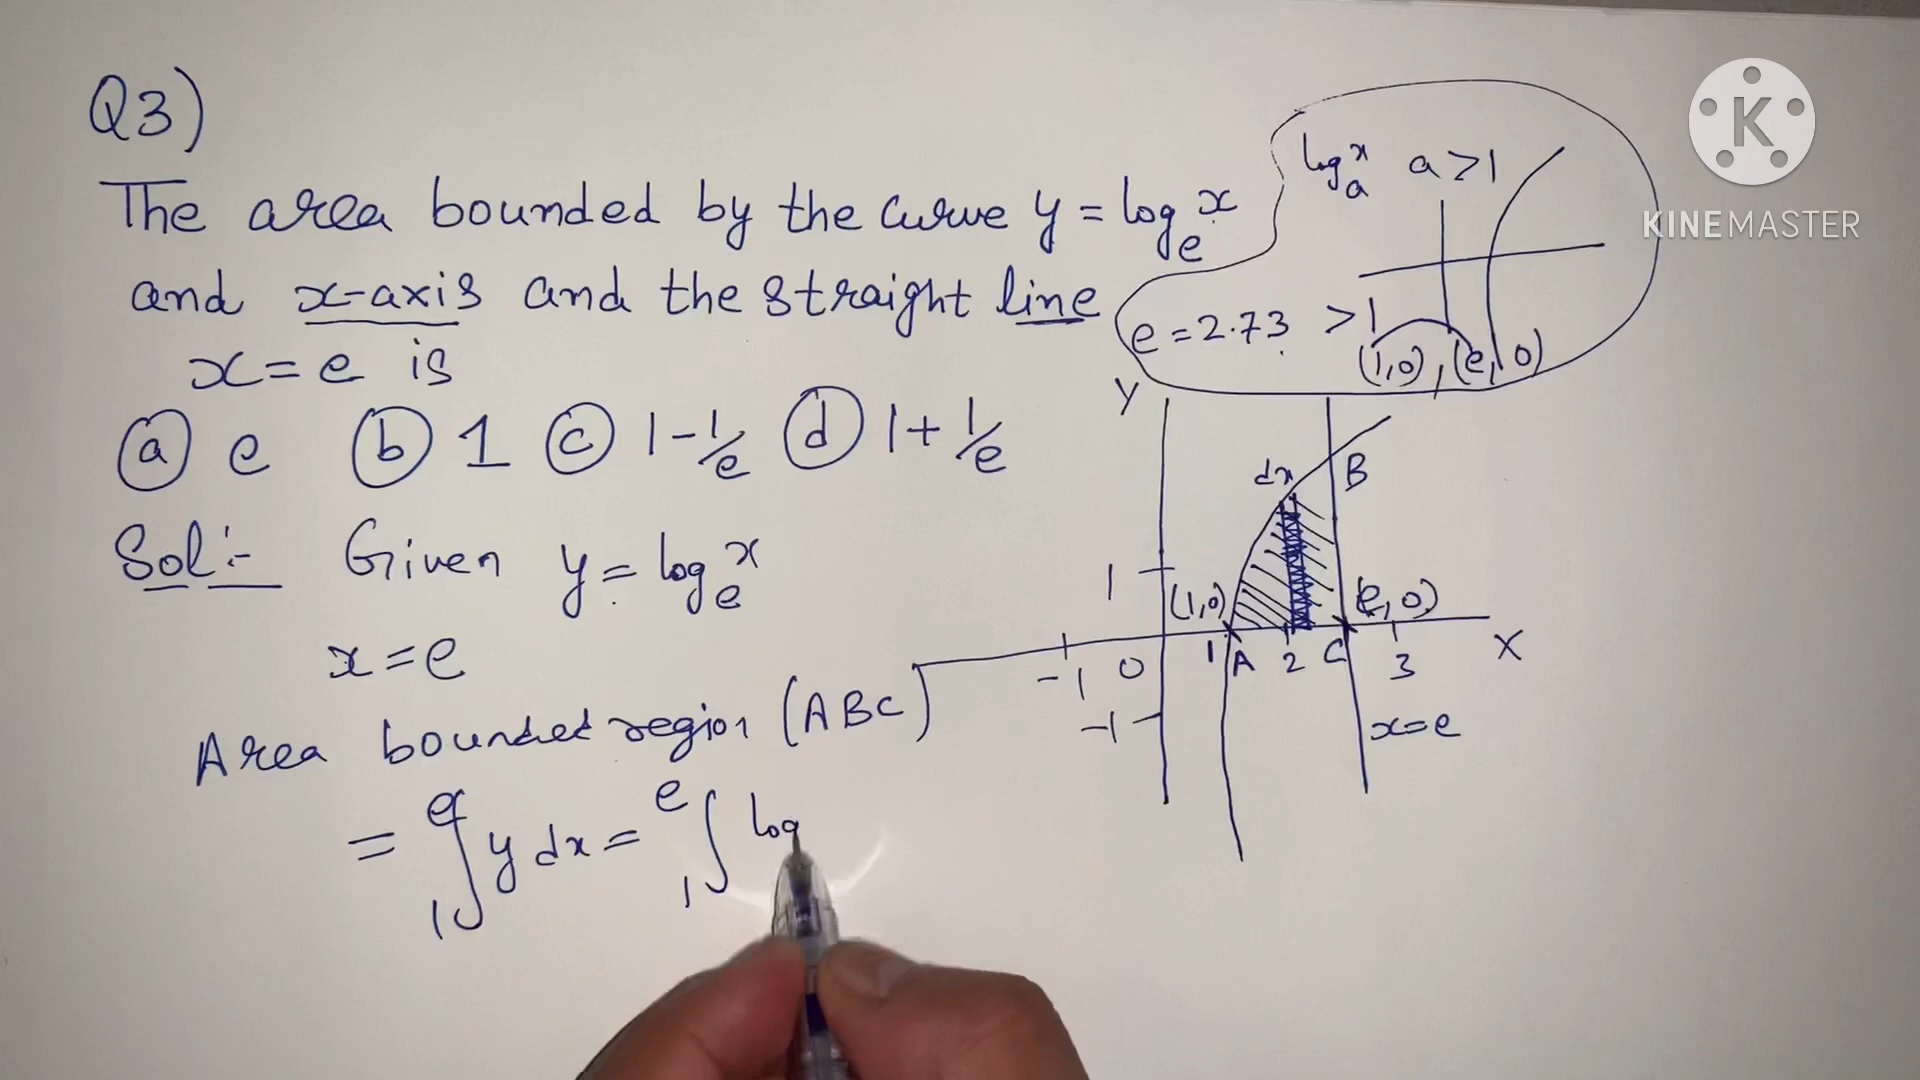 Q3)
The area bounded by the curve y = logₑx
and x-axis and the straight line
x = e is
(a) e (b) 1 (c) 1 - 1/e (d) 1 + 1/e
Sol:- Given y = logₑx
x = e
Area bounded region (ABC)
= ∫₁ᵉ y dx = ∫₁ᵉ log
logₐx a > 1
e = 2.73 > 1
(1,0), (e, 0)
Y
dx B
1
(1,0) (e,0)
-1 0 1 A 2 C 3 X
-1
x = e
K
KINEMASTER